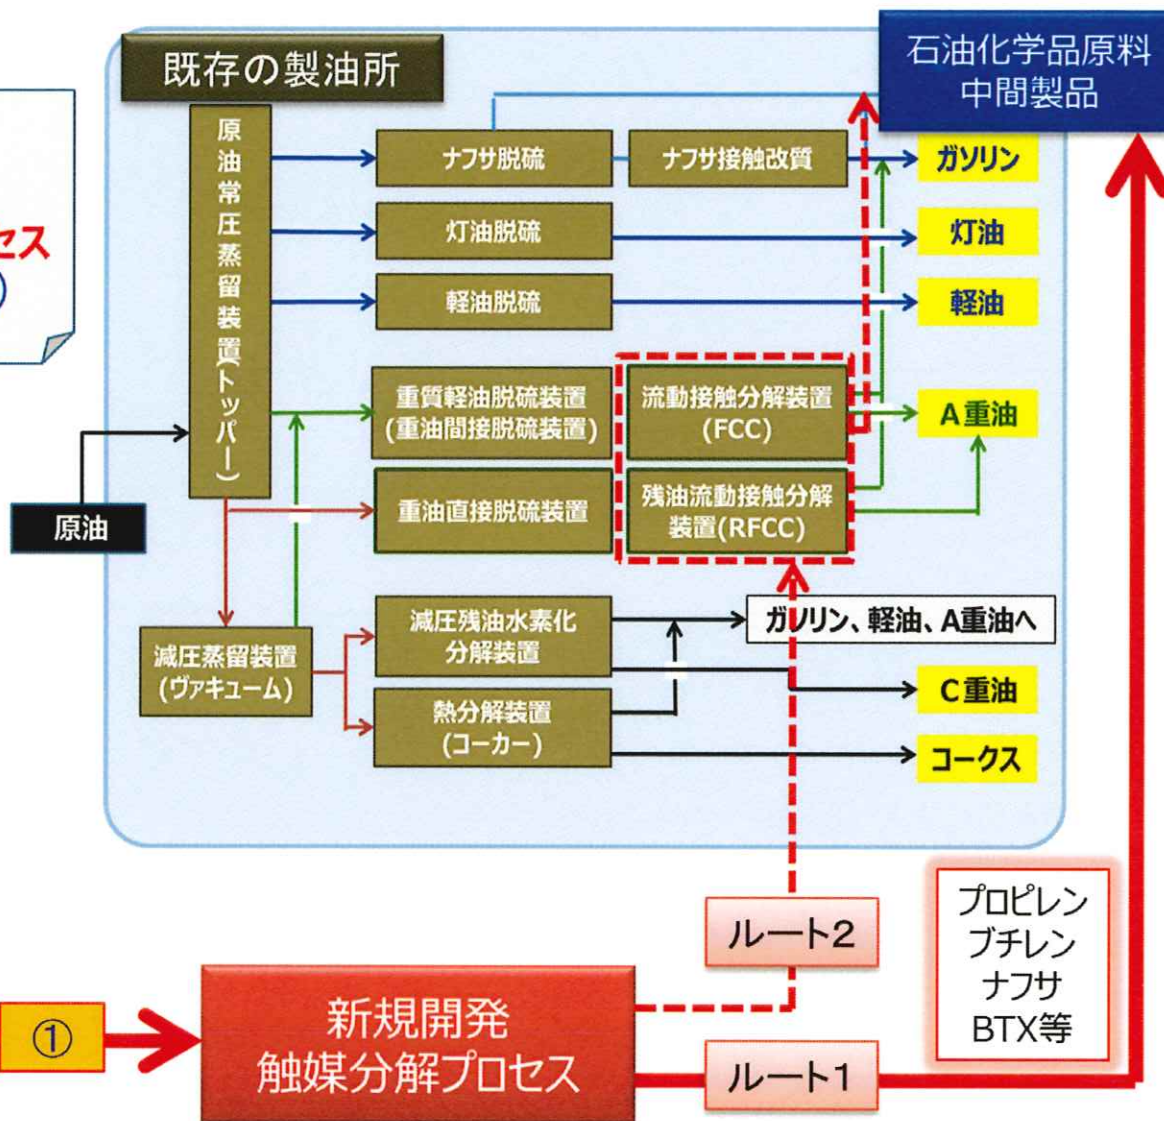 既存の製油所
石油化学品原料
中間製品
セス
)
原油常圧蒸留装置(トッパー)
ナフサ脱硫
ナフサ接触改質
ガソリン
灯油脱硫
灯油
軽油脱硫
軽油
重質軽油脱硫装置
(重油間接脱硫装置)
流動接触分解装置
(FCC)
A重油
重油直接脱硫装置
残油流動接触分解
装置(RFCC)
原油
減圧蒸留装置
(ヴァキューム)
減圧残油水素化
分解装置
ガソリン、軽油、A重油へ
C重油
熱分解装置
(コーカー)
コークス
プロピレン
ブチレン
ナフサ
BTX等
ルート2
①
新規開発
触媒分解プロセス
ルート1